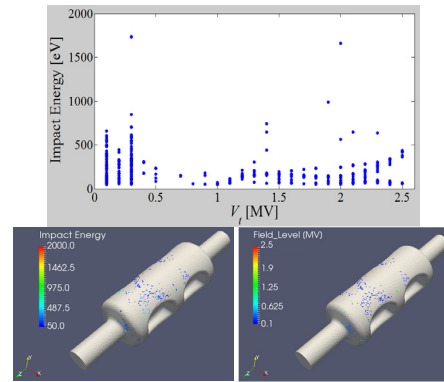 2000
1500
1000
500
0
Impact Energy [eV]
0 0.5 1 1.5 2 2.5
V_t [MV]
Impact Energy
2000.0
1462.5
975.0
487.5
50.0
Y
Z X
Field_Level (MV)
2.5
1.9
1.25
0.625
0.1
Y
Z X